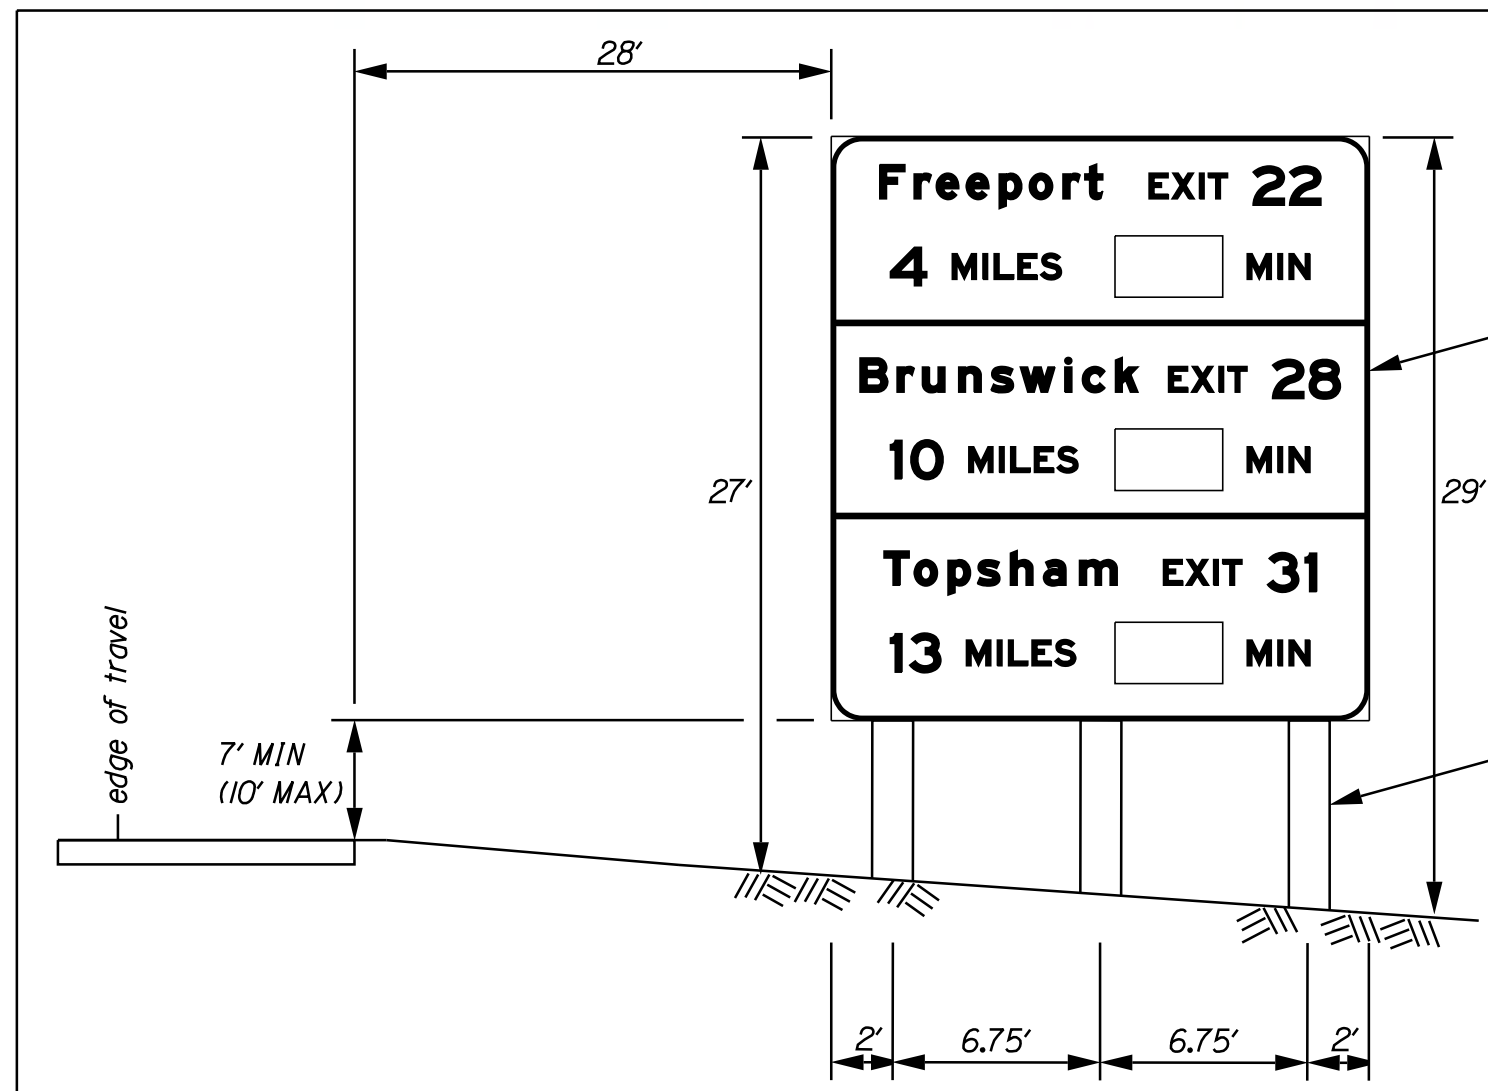 28'
Freeport EXIT 22
4 MILES MIN
Brunswick EXIT 28
10 MILES MIN
27'
29'
Topsham EXIT 31
13 MILES MIN
edge of travel
7' MIN
(10' MAX)
2' 6.75' 6.75' 2'